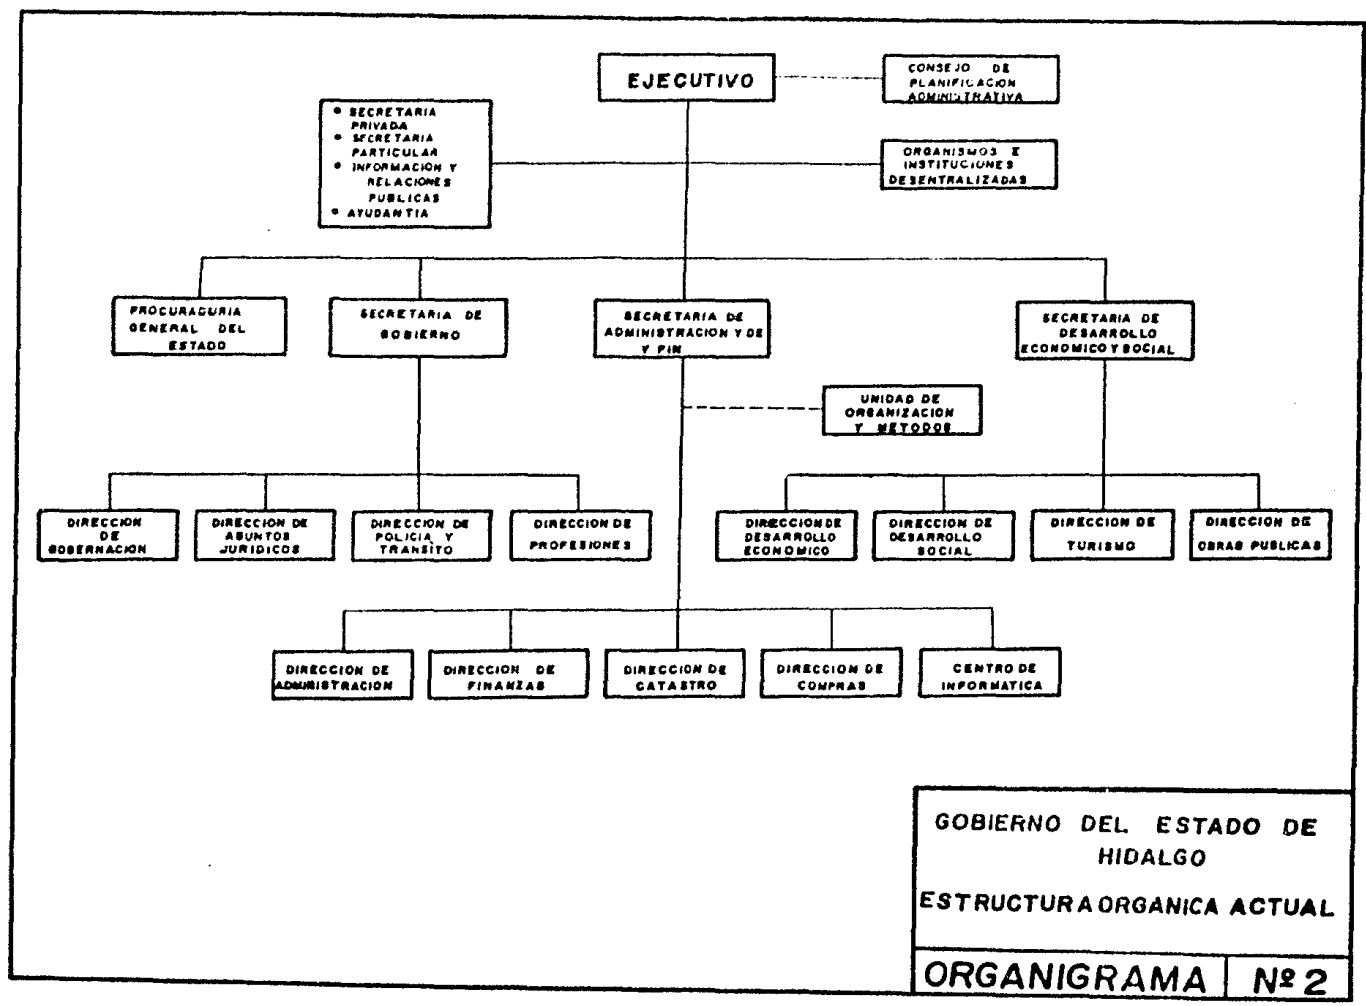 EJECUTIVO
CONSEJO DE
PLANIFICACION
ADMINISTRATIVA
• SECRETARIA
PRIVADA
• SECRETARIA
PARTICULAR
• INFORMACION Y
RELACIONES
PUBLICAS
• AYUDANTIA
ORGANISMOS E
INSTITUCIONES
DESENTRALIZADAS
PROCURADURIA
GENERAL DEL
ESTADO
SECRETARIA DE
GOBIERNO
SECRETARIA DE
ADMINISTRACION Y DE
Y FIN
SECRETARIA DE
DESARROLLO
ECONOMICO Y SOCIAL
UNIDAD DE
ORGANIZACION
Y METODOS
DIRECCION
DE
GOBERNACION
DIRECCION DE
ASUNTOS
JURIDICOS
DIRECCION DE
POLICIA Y
TRANSITO
DIRECCION DE
PROFESIONES
DIRECCION DE
DESARROLLO
ECONOMICO
DIRECCION DE
DESARROLLO
SOCIAL
DIRECCION DE
TURISMO
DIRECCION DE
OBRAS PUBLICAS
DIRECCION DE
ADMINISTRACION
DIRECCION DE
FINANZAS
DIRECCION DE
CATASTRO
DIRECCION DE
COMPRAS
CENTRO DE
INFORMATICA
GOBIERNO DEL ESTADO DE
HIDALGO
ESTRUCTURA ORGANICA ACTUAL
ORGANIGRAMA Nº 2